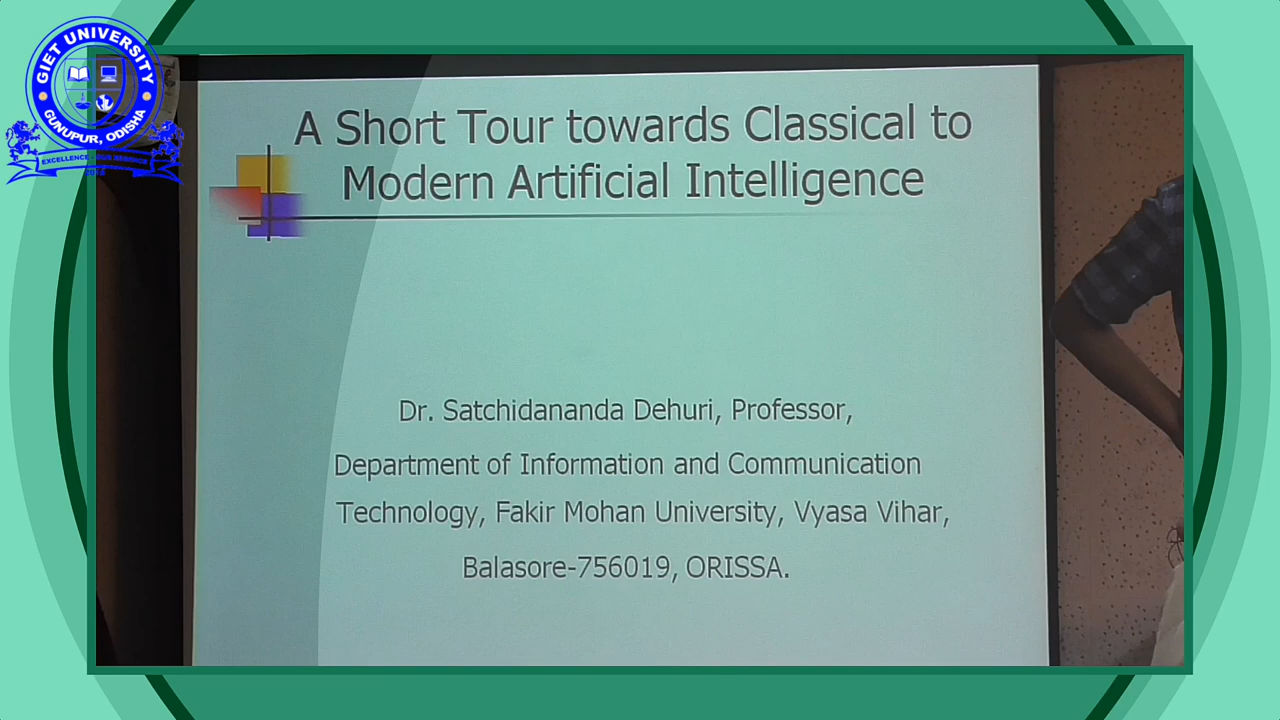 GIET UNIVERSITY
GUNUPUR, ODISHA
EXCELLENCE
A Short Tour towards Classical to
Modern Artificial Intelligence
Dr. Satchidananda Dehuri, Professor,
Department of Information and Communication
Technology, Fakir Mohan University, Vyasa Vihar,
Balasore-756019, ORISSA.